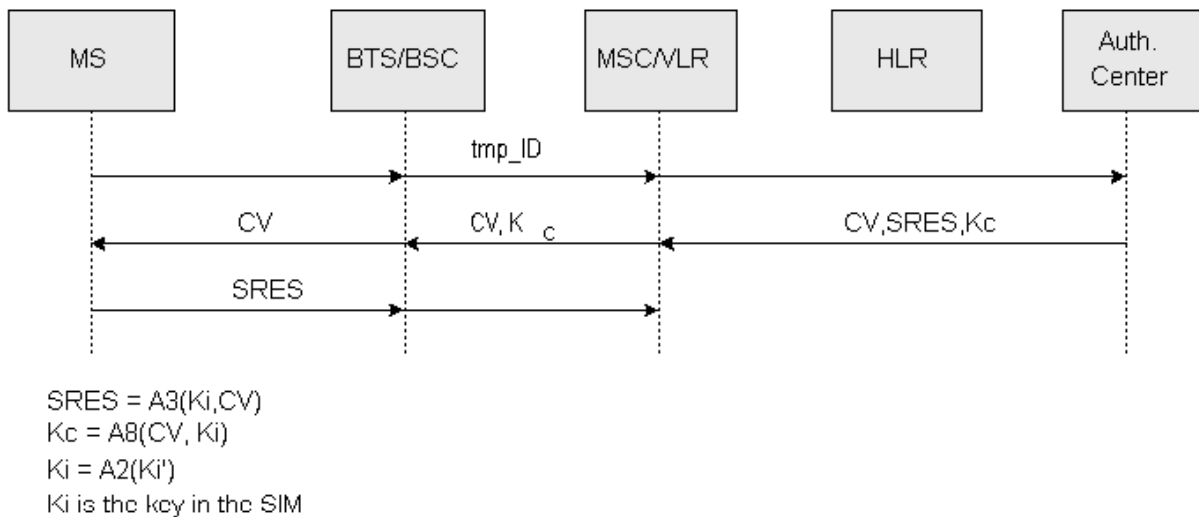 MS
BTS/BSC
MSC/VLR
HLR
Auth.
Center
tmp_ID
CV
CV, K C
CV,SRES,Kc
SRES
SRES = A3(Ki,CV)
Kc = A8(CV, Ki)
Ki = A2(Ki')
Ki is the key in the SIM